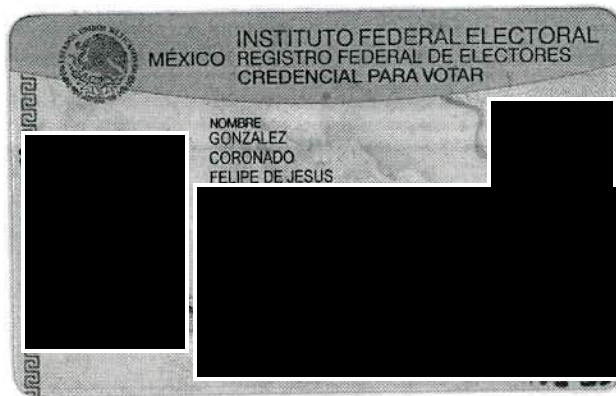 INSTITUTO FEDERAL ELECTORAL
MÉXICO REGISTRO FEDERAL DE ELECTORES
CREDENCIAL PARA VOTAR
NOMBRE
GONZALEZ
CORONADO
FELIPE DE JESUS